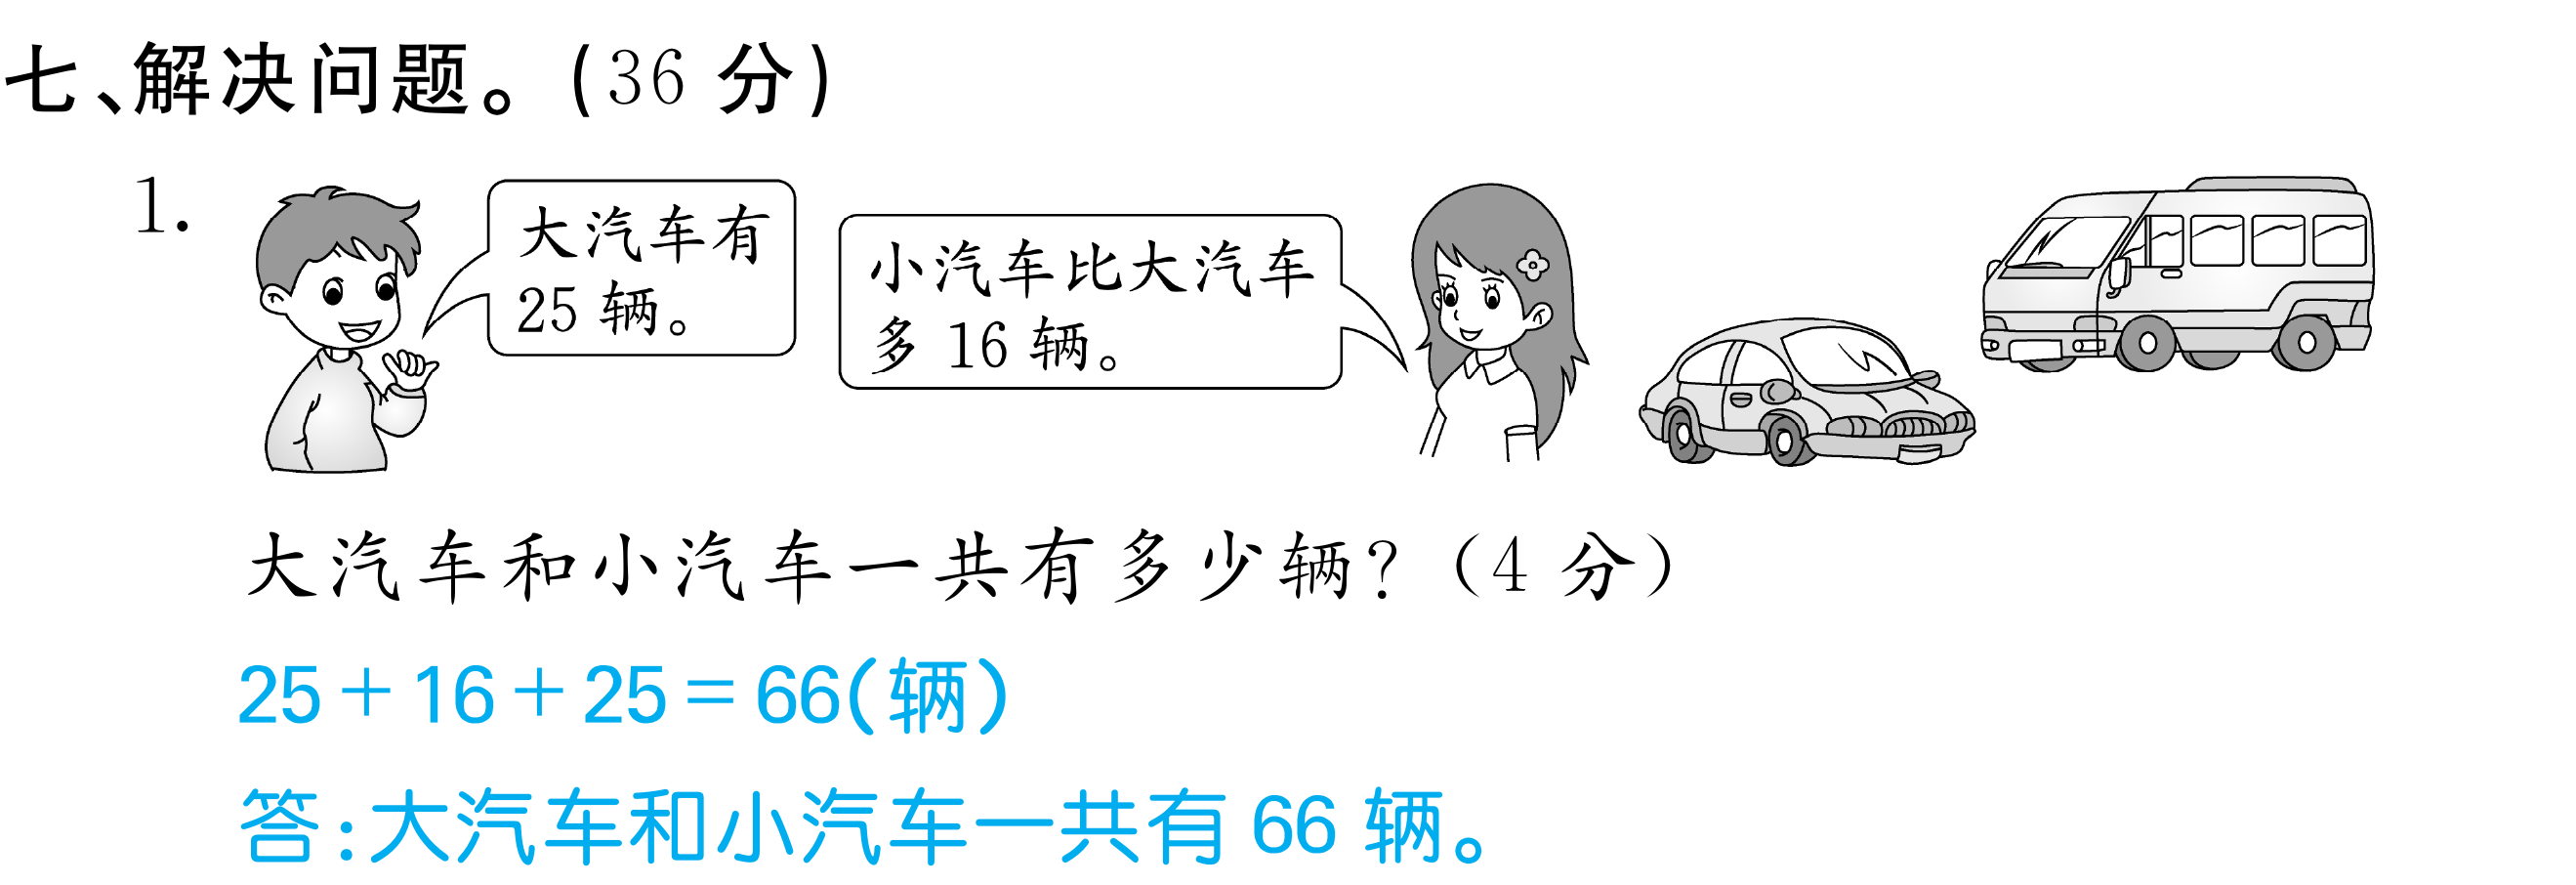 七、解决问题。(36 分)
1.
大汽车有
25 辆。
小汽车比大汽车
多 16 辆。
大汽车和小汽车一共有多少辆?(4 分)
25+16+25=66(辆)
答:大汽车和小汽车一共有 66 辆。